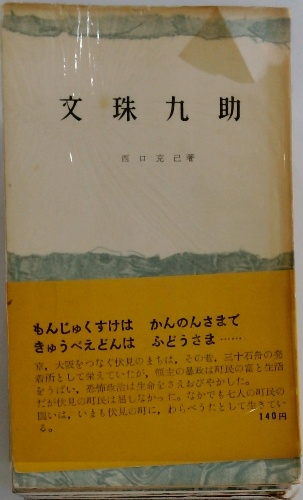 文珠九助
西口克己著
もんじゅくすけは　かんのんさまで
きゅうべえどんは　ふどうさま……
京、大阪をつなぐ伏見のまちは、その昔、三十石舟の発
着所として栄えていたが、領主の暴政は町民の富と生活
をうばい、恐怖政治は生命をさえおびやかした。
だが伏見の町民は屈しなかった。なかでも七人の町民の
闘いは、いまも伏見の町に、わらべうたとして生きてい
る。
140円